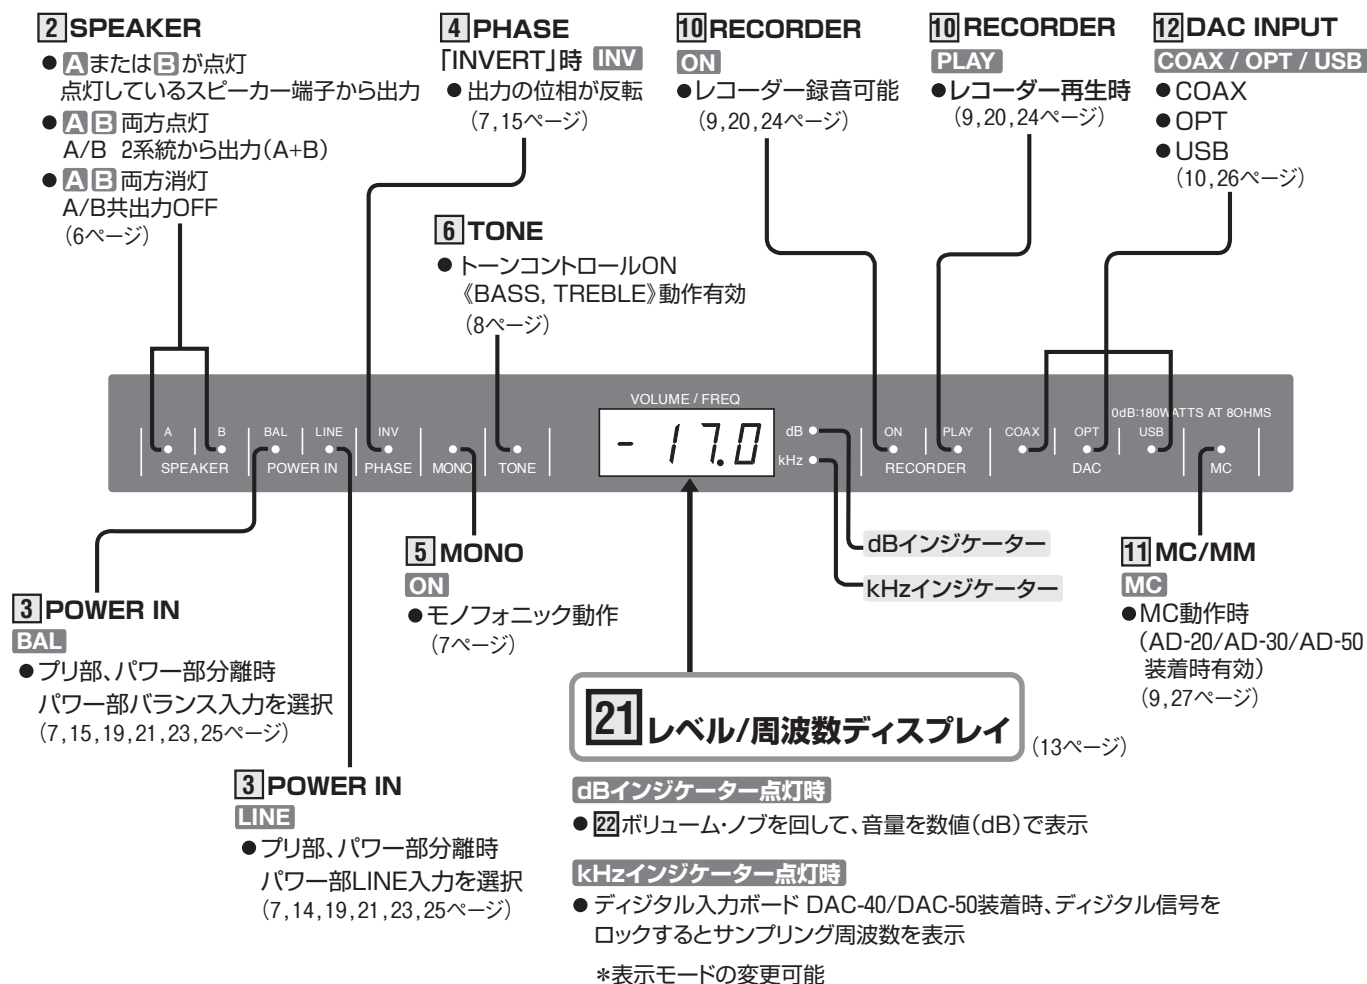 2 SPEAKER
● AまたはBが点灯
点灯しているスピーカー端子から出力
● A B 両方点灯
A/B 2系統から出力(A+B)
● A B 両方消灯
A/B共出力OFF
(6ページ)
4 PHASE
「INVERT」時 INV
● 出力の位相が反転
(7,15ページ)
6 TONE
● トーンコントロールON
《BASS, TREBLE》動作有効
(8ページ)
10 RECORDER
ON
●レコーダー録音可能
(9,20,24ページ)
10 RECORDER
PLAY
●レコーダー再生時
(9,20,24ページ)
12 DAC INPUT
COAX / OPT / USB
●COAX
●OPT
●USB
(10,26ページ)
VOLUME / FREQ
0dB:180WATTS AT 8OHMS
A B BAL LINE INV
SPEAKER POWER IN PHASE MONO TONE
-17.0
dB
kHz
ON PLAY COAX OPT USB
RECORDER DAC MC
dBインジケーター
kHzインジケーター
3 POWER IN
BAL
●プリ部、パワー部分離時
パワー部バランス入力を選択
(7,15,19,21,23,25ページ)
3 POWER IN
LINE
●プリ部、パワー部分離時
パワー部LINE入力を選択
(7,14,19,21,23,25ページ)
5 MONO
ON
●モノフォニック動作
(7ページ)
11 MC/MM
MC
●MC動作時
(AD-20/AD-30/AD-50
装着時有効)
(9,27ページ)
21 レベル/周波数ディスプレイ
(13ページ)
dBインジケーター点灯時
● 22ボリューム・ノブを回して、音量を数値(dB)で表示
kHzインジケーター点灯時
● ディジタル入力ボード DAC-40/DAC-50装着時、ディジタル信号を
ロックするとサンプリング周波数を表示
*表示モードの変更可能